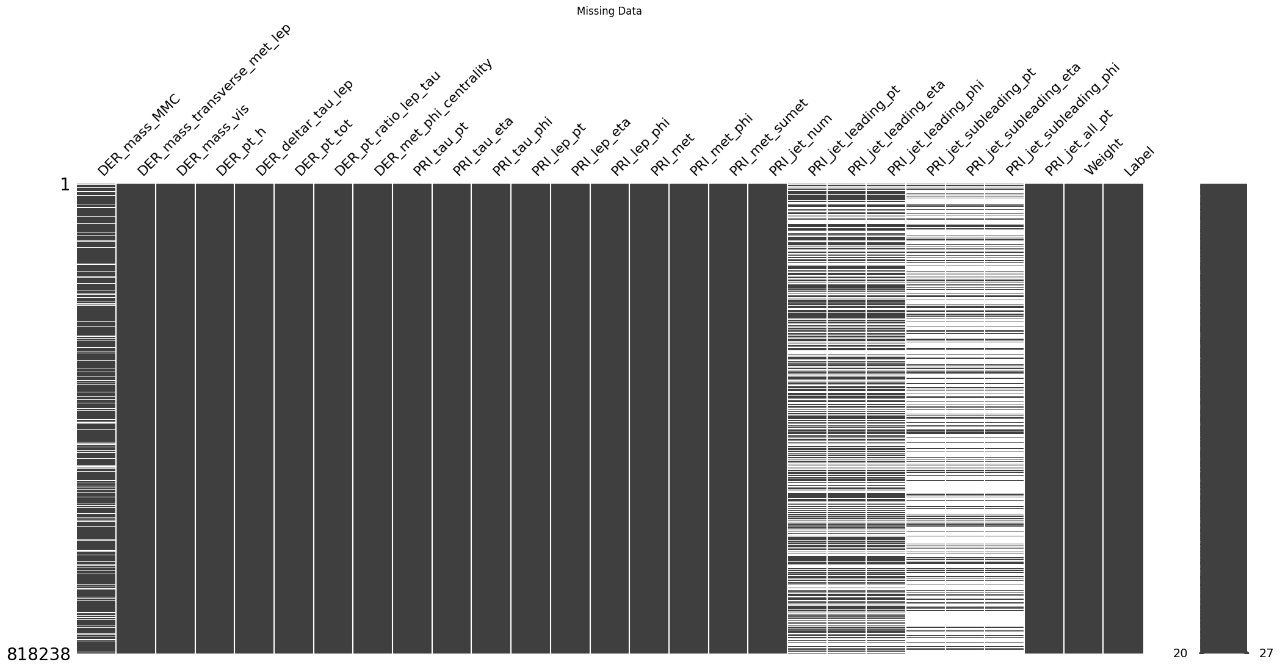 Missing Data
DER_mass_MMC
DER_mass_transverse_met_lep
DER_mass_vis
DER_pt_h
DER_deltar_tau_lep
DER_pt_tot
DER_pt_ratio_lep_tau
DER_met_phi_centrality
PRI_tau_pt
PRI_tau_eta
PRI_tau_phi
PRI_lep_pt
PRI_lep_eta
PRI_lep_phi
PRI_met
PRI_met_phi
PRI_met_sumet
PRI_jet_num
PRI_jet_leading_pt
PRI_jet_leading_eta
PRI_jet_leading_phi
PRI_jet_subleading_pt
PRI_jet_subleading_eta
PRI_jet_subleading_phi
PRI_jet_all_pt
Weight
Label
1
818238
20
27